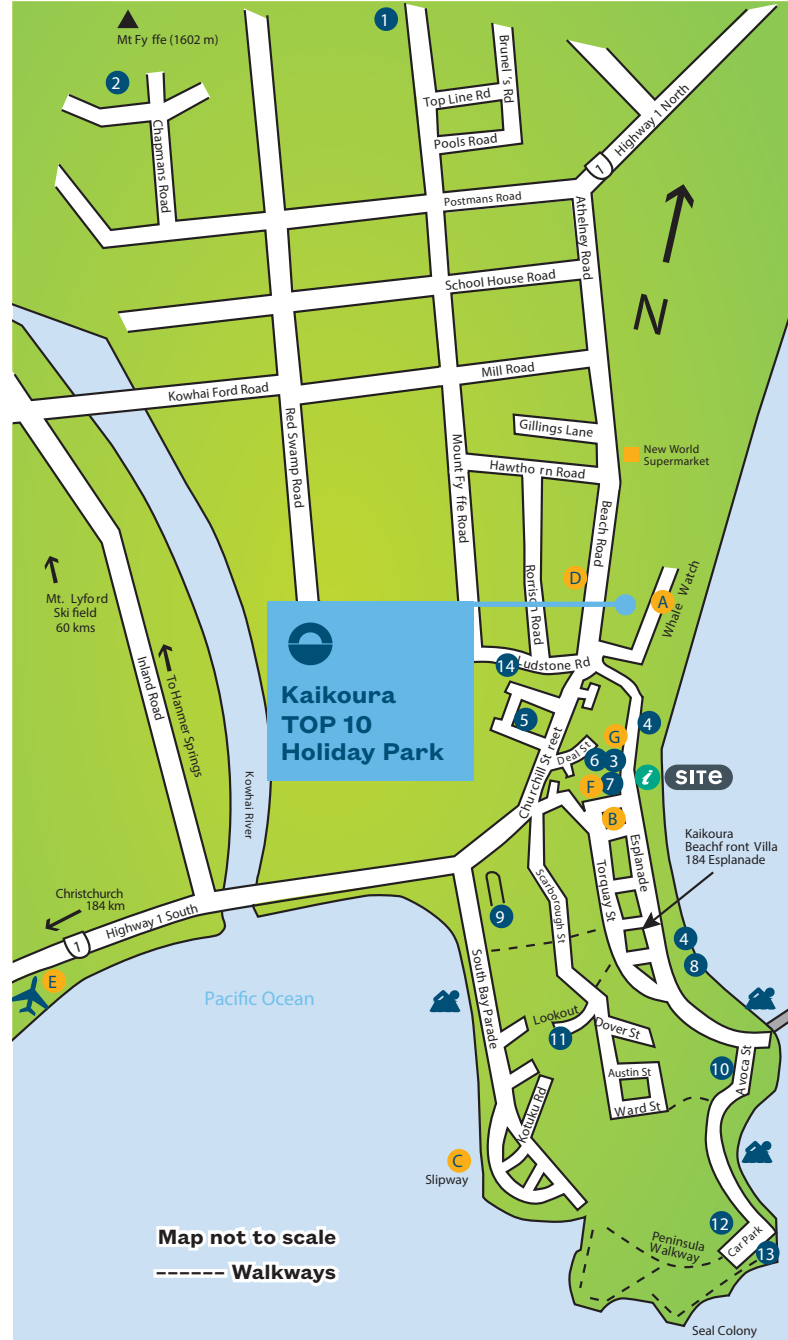 1
Mt Fy ffe (1602 m)
2
Brunel 's Rd
Top Line Rd
Highway 1 North
Chapmans Road
Pools Road
1
Postmans Road
Athelney Road
School House Road
N
Mill Road
Kowhai Ford Road
Red Swamp Road
Gillings Lane
Mount Fy ffe Road
New World
Supermarket
Hawtho rn Road
Beach Road
D
Rorrison Road
A
Whale Watch
Mt. Lyford
Ski field
60 kms
Inland Road
To Hanmer Springs
Kaikoura
TOP 10
Holiday Park
14
Ludstone Rd
5
4
Churchill Street
G
Deal St
6
3
i
SITE
F
7
B
Kowhai River
Kaikoura
Beachf ront Villa
184 Esplanade
Esplanade
Torquay St
Scarborough St
Christchurch
184 km
9
1
Highway 1 South
4
8
E
Pacific Ocean
South Bay Parade
Lookout
11
Dover St
10
Avoca St
Austin St
Ward St
Kotuku Rd
C
Slipway
12
Peninsula
Walkway
Car Park
13
Map not to scale
------- Walkways
Seal Colony